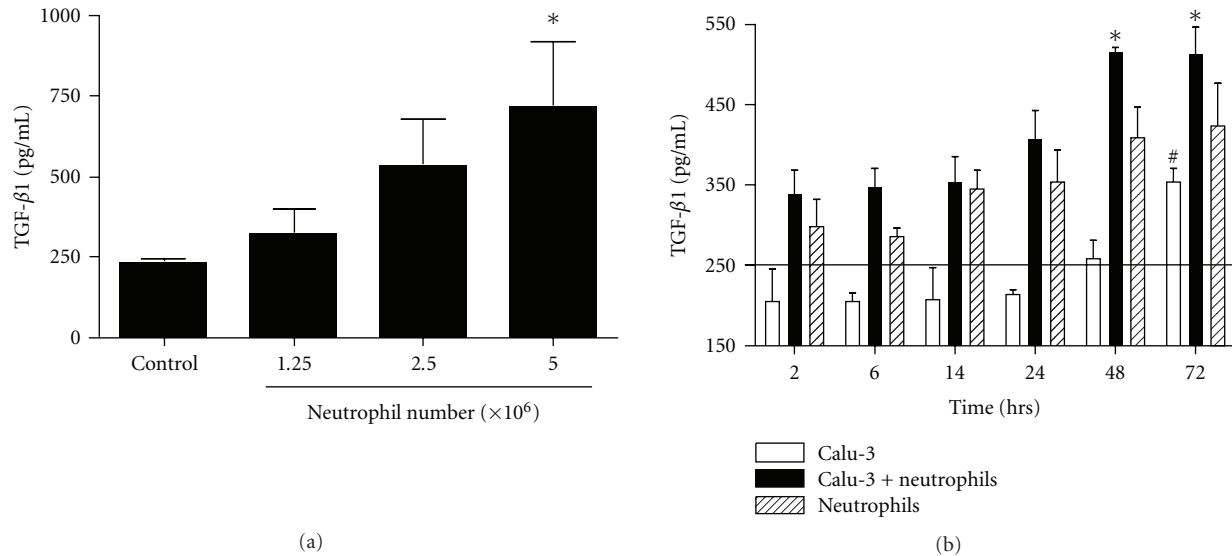 1000
750
500
250
0
TGF-β1 (pg/mL)
*
Control
1.25
2.5
5
Neutrophil number (×10⁶)
(a)
550
450
350
250
150
TGF-β1 (pg/mL)
*
*
#
2
6
14
24
48
72
Time (hrs)
Calu-3
Calu-3 + neutrophils
Neutrophils
(b)